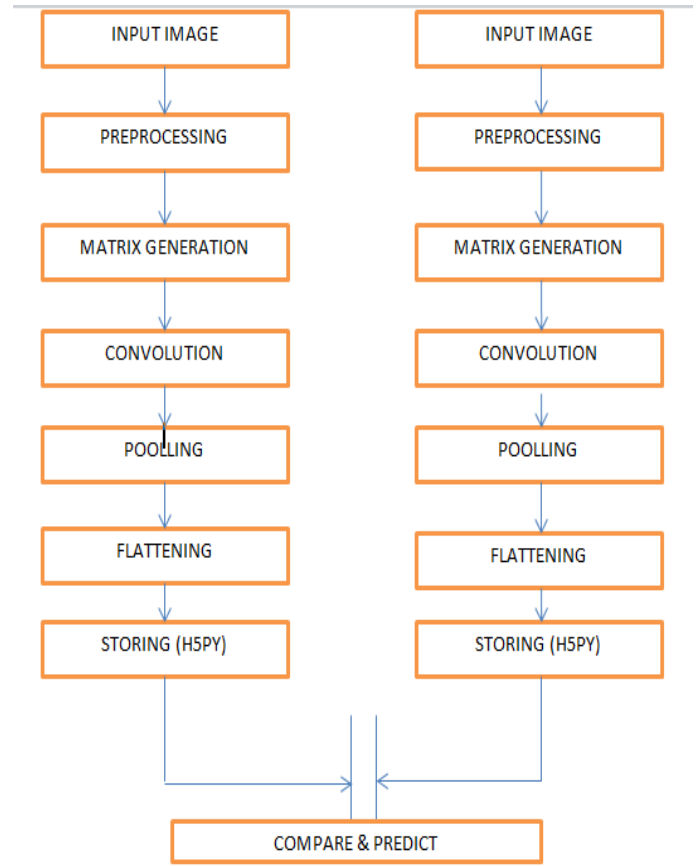 INPUT IMAGE
PREPROCESSING
MATRIX GENERATION
CONVOLUTION
POOLLING
FLATTENING
STORING (H5PY)
INPUT IMAGE
PREPROCESSING
MATRIX GENERATION
CONVOLUTION
POOLLING
FLATTENING
STORING (H5PY)
COMPARE & PREDICT